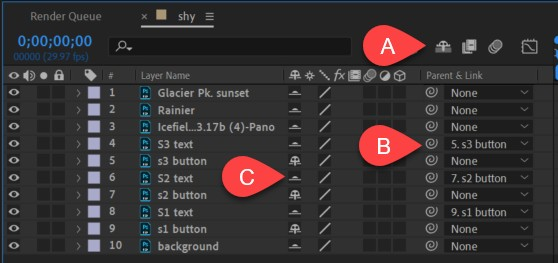 Render Queue × shy
0;00;00;00
00000 (29.97 fps)
A
# Layer Name fx Parent & Link
1 Glacier Pk. sunset None
2 Rainier None
3 Icefiel...3.17b (4)-Pano None
4 S3 text 5. s3 button
B
5 s3 button None
6 S2 text 7. s2 button
C
7 s2 button None
8 S1 text 9. s1 button
9 s1 button None
10 background None